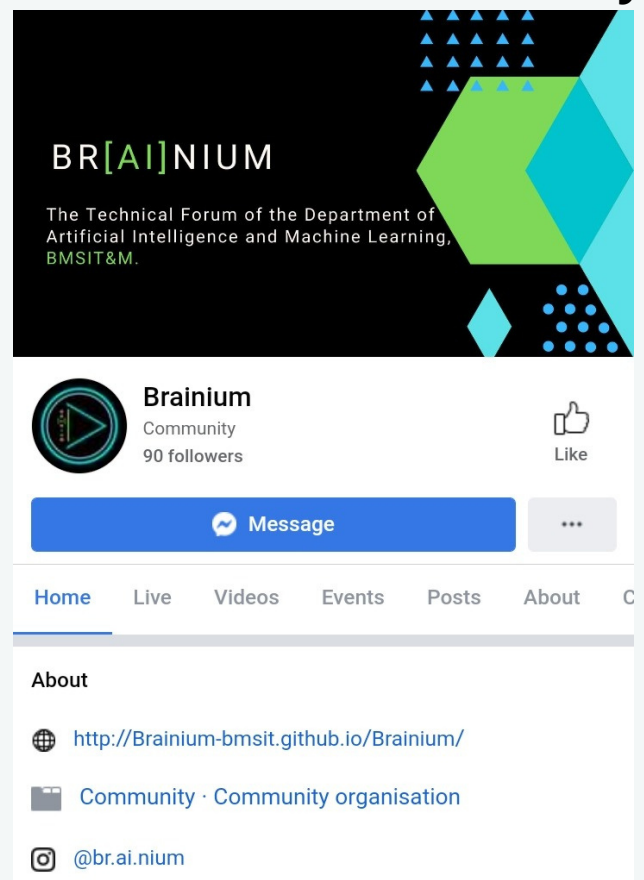 BR[AI]NIUM
The Technical Forum of the Department of
Artificial Intelligence and Machine Learning,
BMSIT&M.
Brainium
Community
90 followers
Like
Message
Home Live Videos Events Posts About
About
http://Brainium-bmsit.github.io/Brainium/
Community · Community organisation
@br.ai.nium